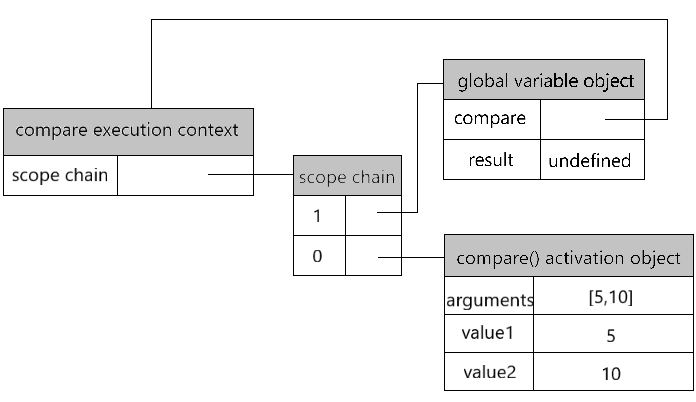 compare execution context
scope chain
scope chain
1
0
global variable object
compare
result undefined
compare() activation object
arguments [5,10]
value1 5
value2 10